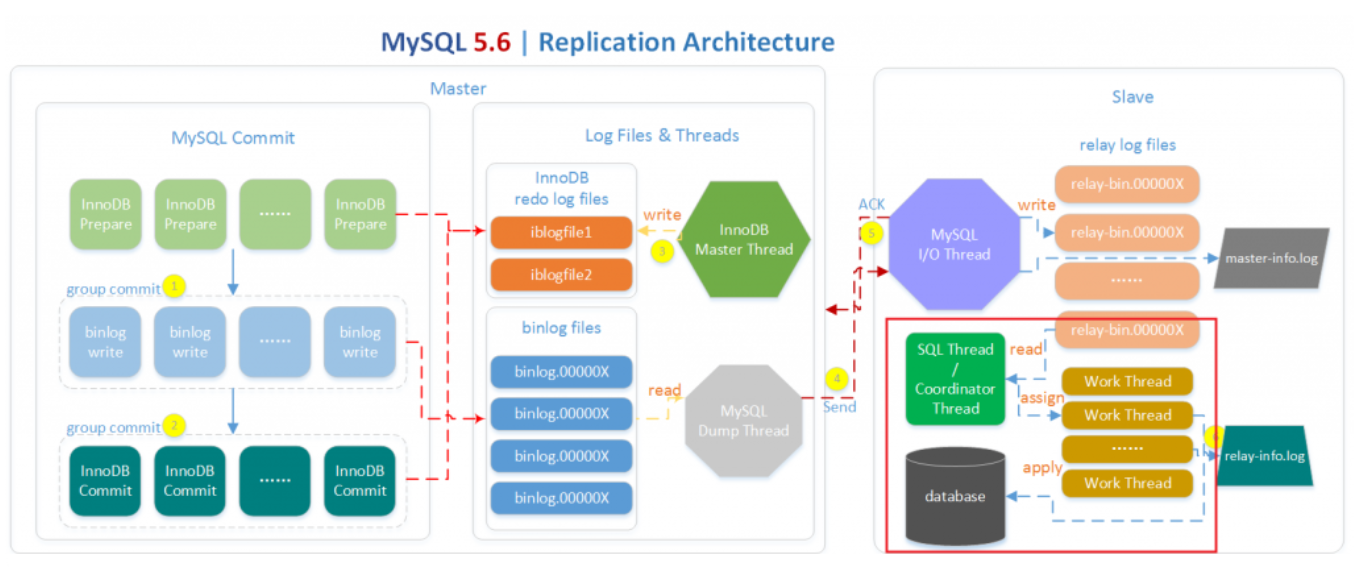 MySQL 5.6 | Replication Architecture
Master
MySQL Commit
InnoDB
Prepare
InnoDB
Prepare
......
InnoDB
Prepare
group commit
1
binlog
write
binlog
write
......
binlog
write
group commit
2
InnoDB
Commit
InnoDB
Commit
......
InnoDB
Commit
Log Files & Threads
InnoDB
redo log files
iblogfile1
iblogfile2
write
3
InnoDB
Master Thread
binlog files
binlog.00000X
binlog.00000X
binlog.00000X
binlog.00000X
read
MySQL
Dump Thread
4
Send
ACK
5
Slave
MySQL
I/O Thread
write
relay log files
relay-bin.00000X
relay-bin.00000X
......
relay-bin.00000X
master-info.log
SQL Thread
/
Coordinator
Thread
read
assign
Work Thread
Work Thread
......
Work Thread
apply
database
6
relay-info.log